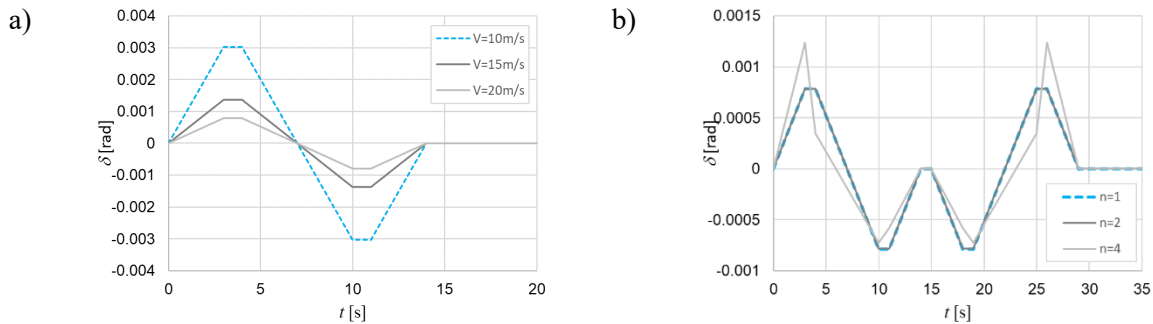 a)
0.004
0.003
0.002
0.001
0
-0.001
-0.002
-0.003
-0.004
δ [rad]
V=10m/s
V=15m/s
V=20m/s
0 5 10 15 20
t [s]
b)
0.0015
0.001
0.0005
0
-0.0005
-0.001
δ [rad]
n=1
n=2
n=4
0 5 10 15 20 25 30 35
t [s]